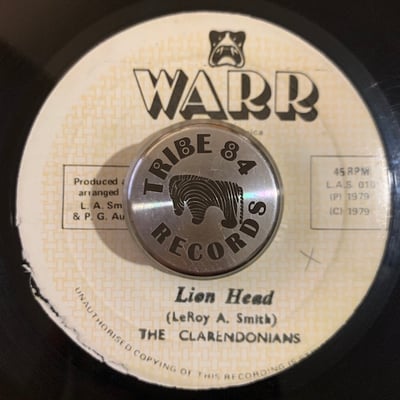 WARR
TRIBE 84
RECORDS
Produced
arranged
L. A. Sm
& P. G. Au
45 RPM
L.A.S. 010
(P) 1979
(C) 1979
Lion Head
(LeRoy A. Smith)
THE CLARENDONIANS
UNAUTHORISED COPYING OF THIS RECORDING IS